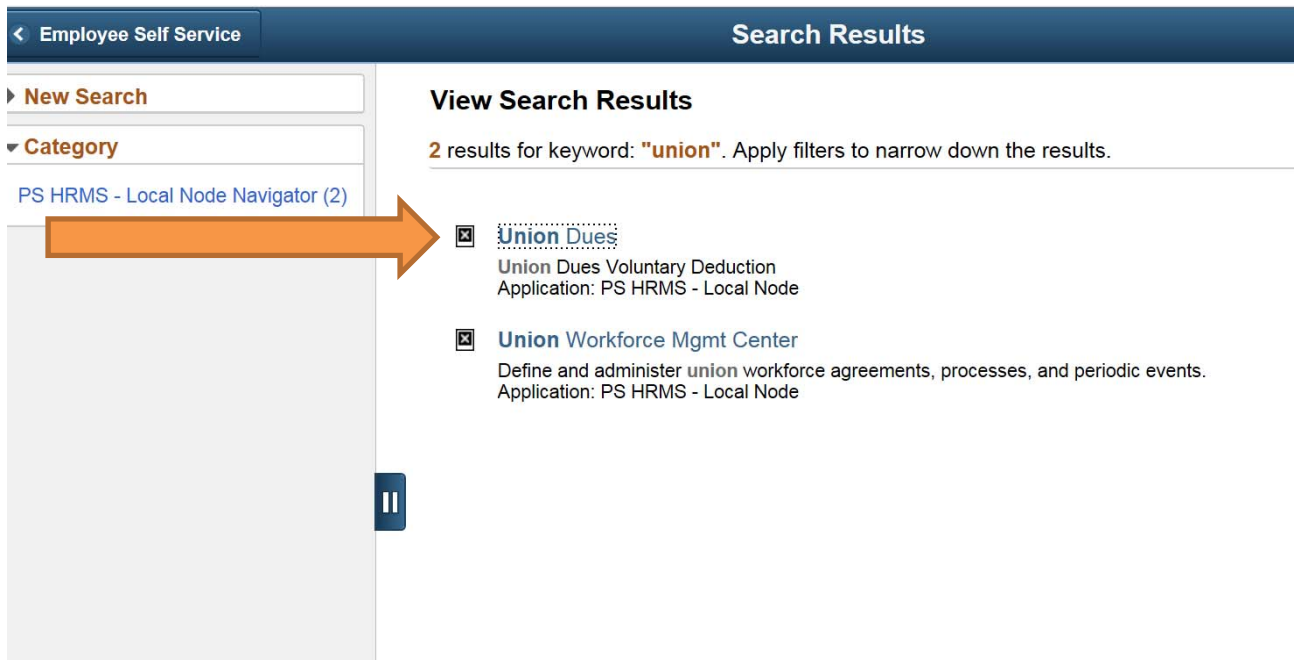 Employee Self Service
Search Results
New Search
Category
PS HRMS - Local Node Navigator (2)
View Search Results
2 results for keyword: "union". Apply filters to narrow down the results.
Union Dues
Union Dues Voluntary Deduction
Application: PS HRMS - Local Node
Union Workforce Mgmt Center
Define and administer union workforce agreements, processes, and periodic events.
Application: PS HRMS - Local Node